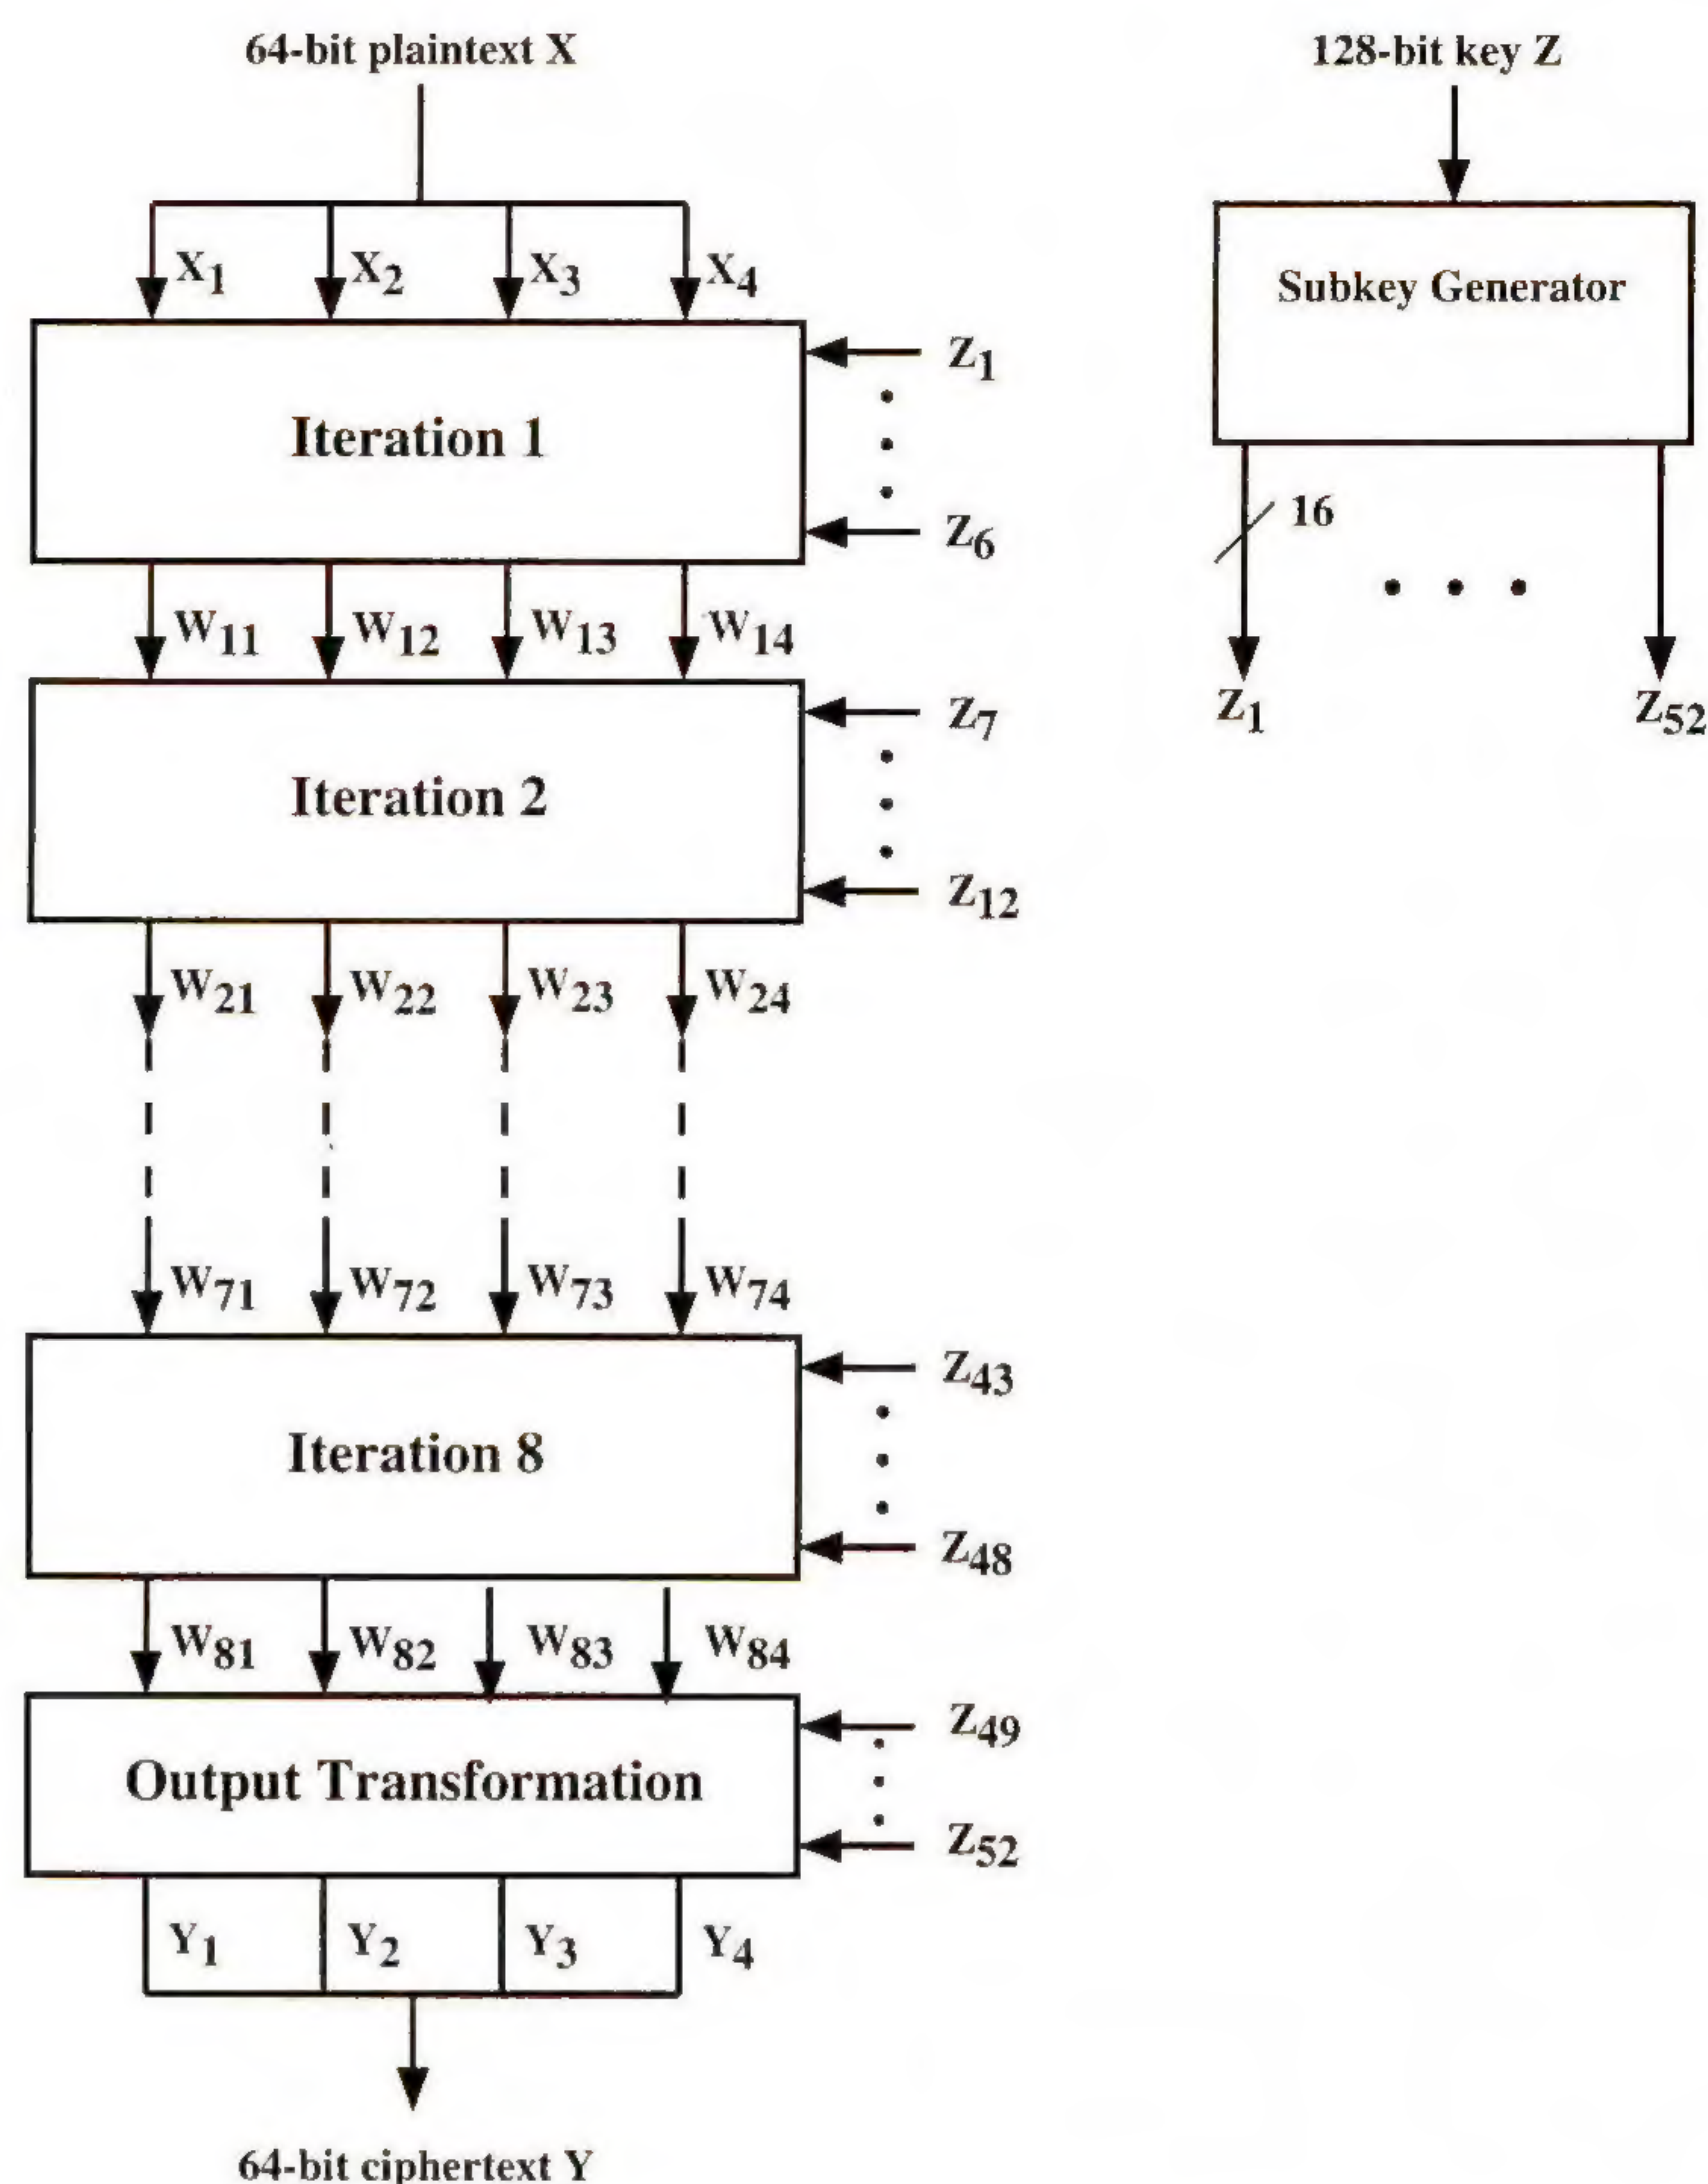 64-bit plaintext X
128-bit key Z
X1 X2 X3 X4
Subkey Generator
Z1
Iteration 1
16
Z6
W11 W12 W13 W14
Z1
Z52
Z7
Iteration 2
Z12
W21 W22 W23 W24
W71 W72 W73 W74
Z43
Iteration 8
Z48
W81 W82 W83 W84
Z49
Output Transformation
Z52
Y1 Y2 Y3 Y4
64-bit ciphertext Y